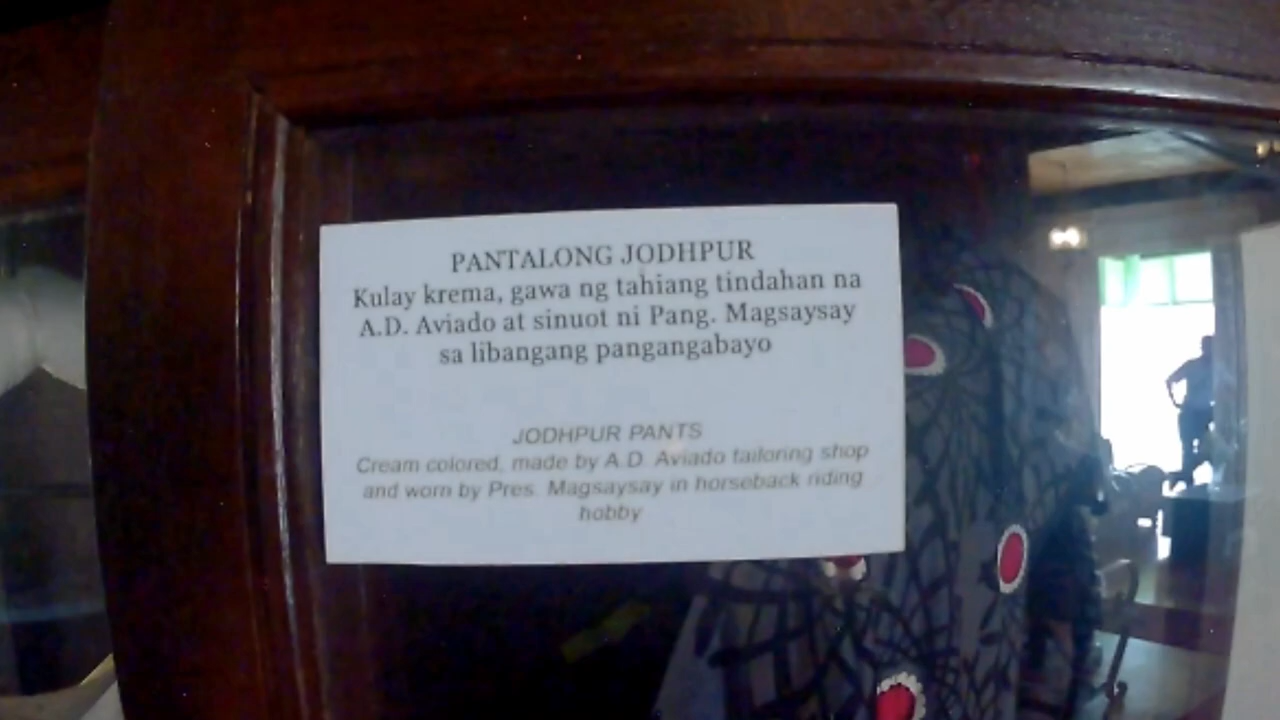 PANTALONG JODHPUR
Kulay krema, gawa ng tahiang tindahan na
A.D. Aviado at sinuot ni Pang. Magsaysay
sa libangang pangangabayo
JODHPUR PANTS
Cream colored, made by A.D. Aviado tailoring shop
and worn by Pres. Magsaysay in horseback riding
hobby